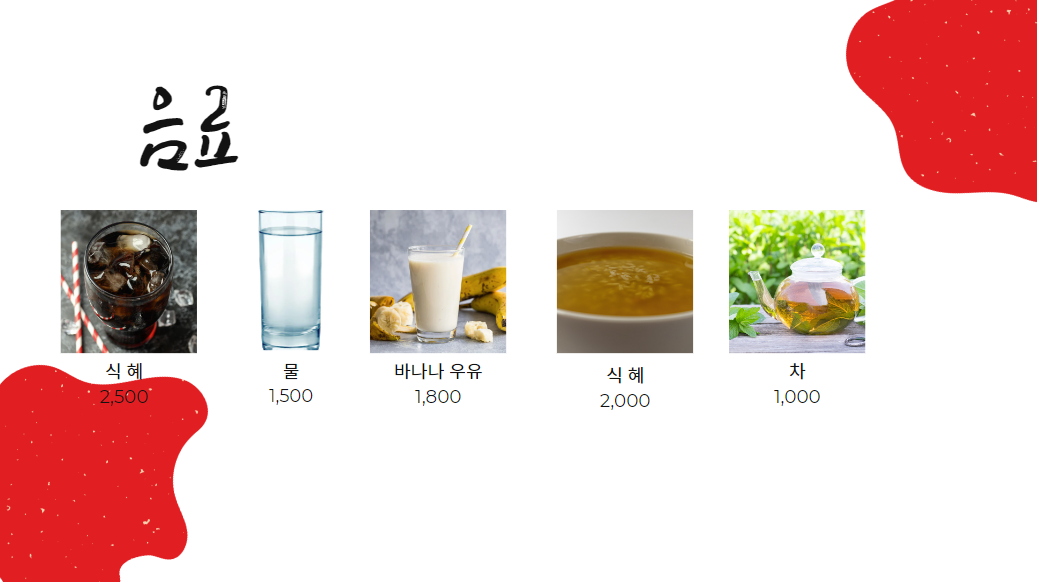 음료
식 혜
2,500
물
1,500
바나나 우유
1,800
식 혜
2,000
차
1,000